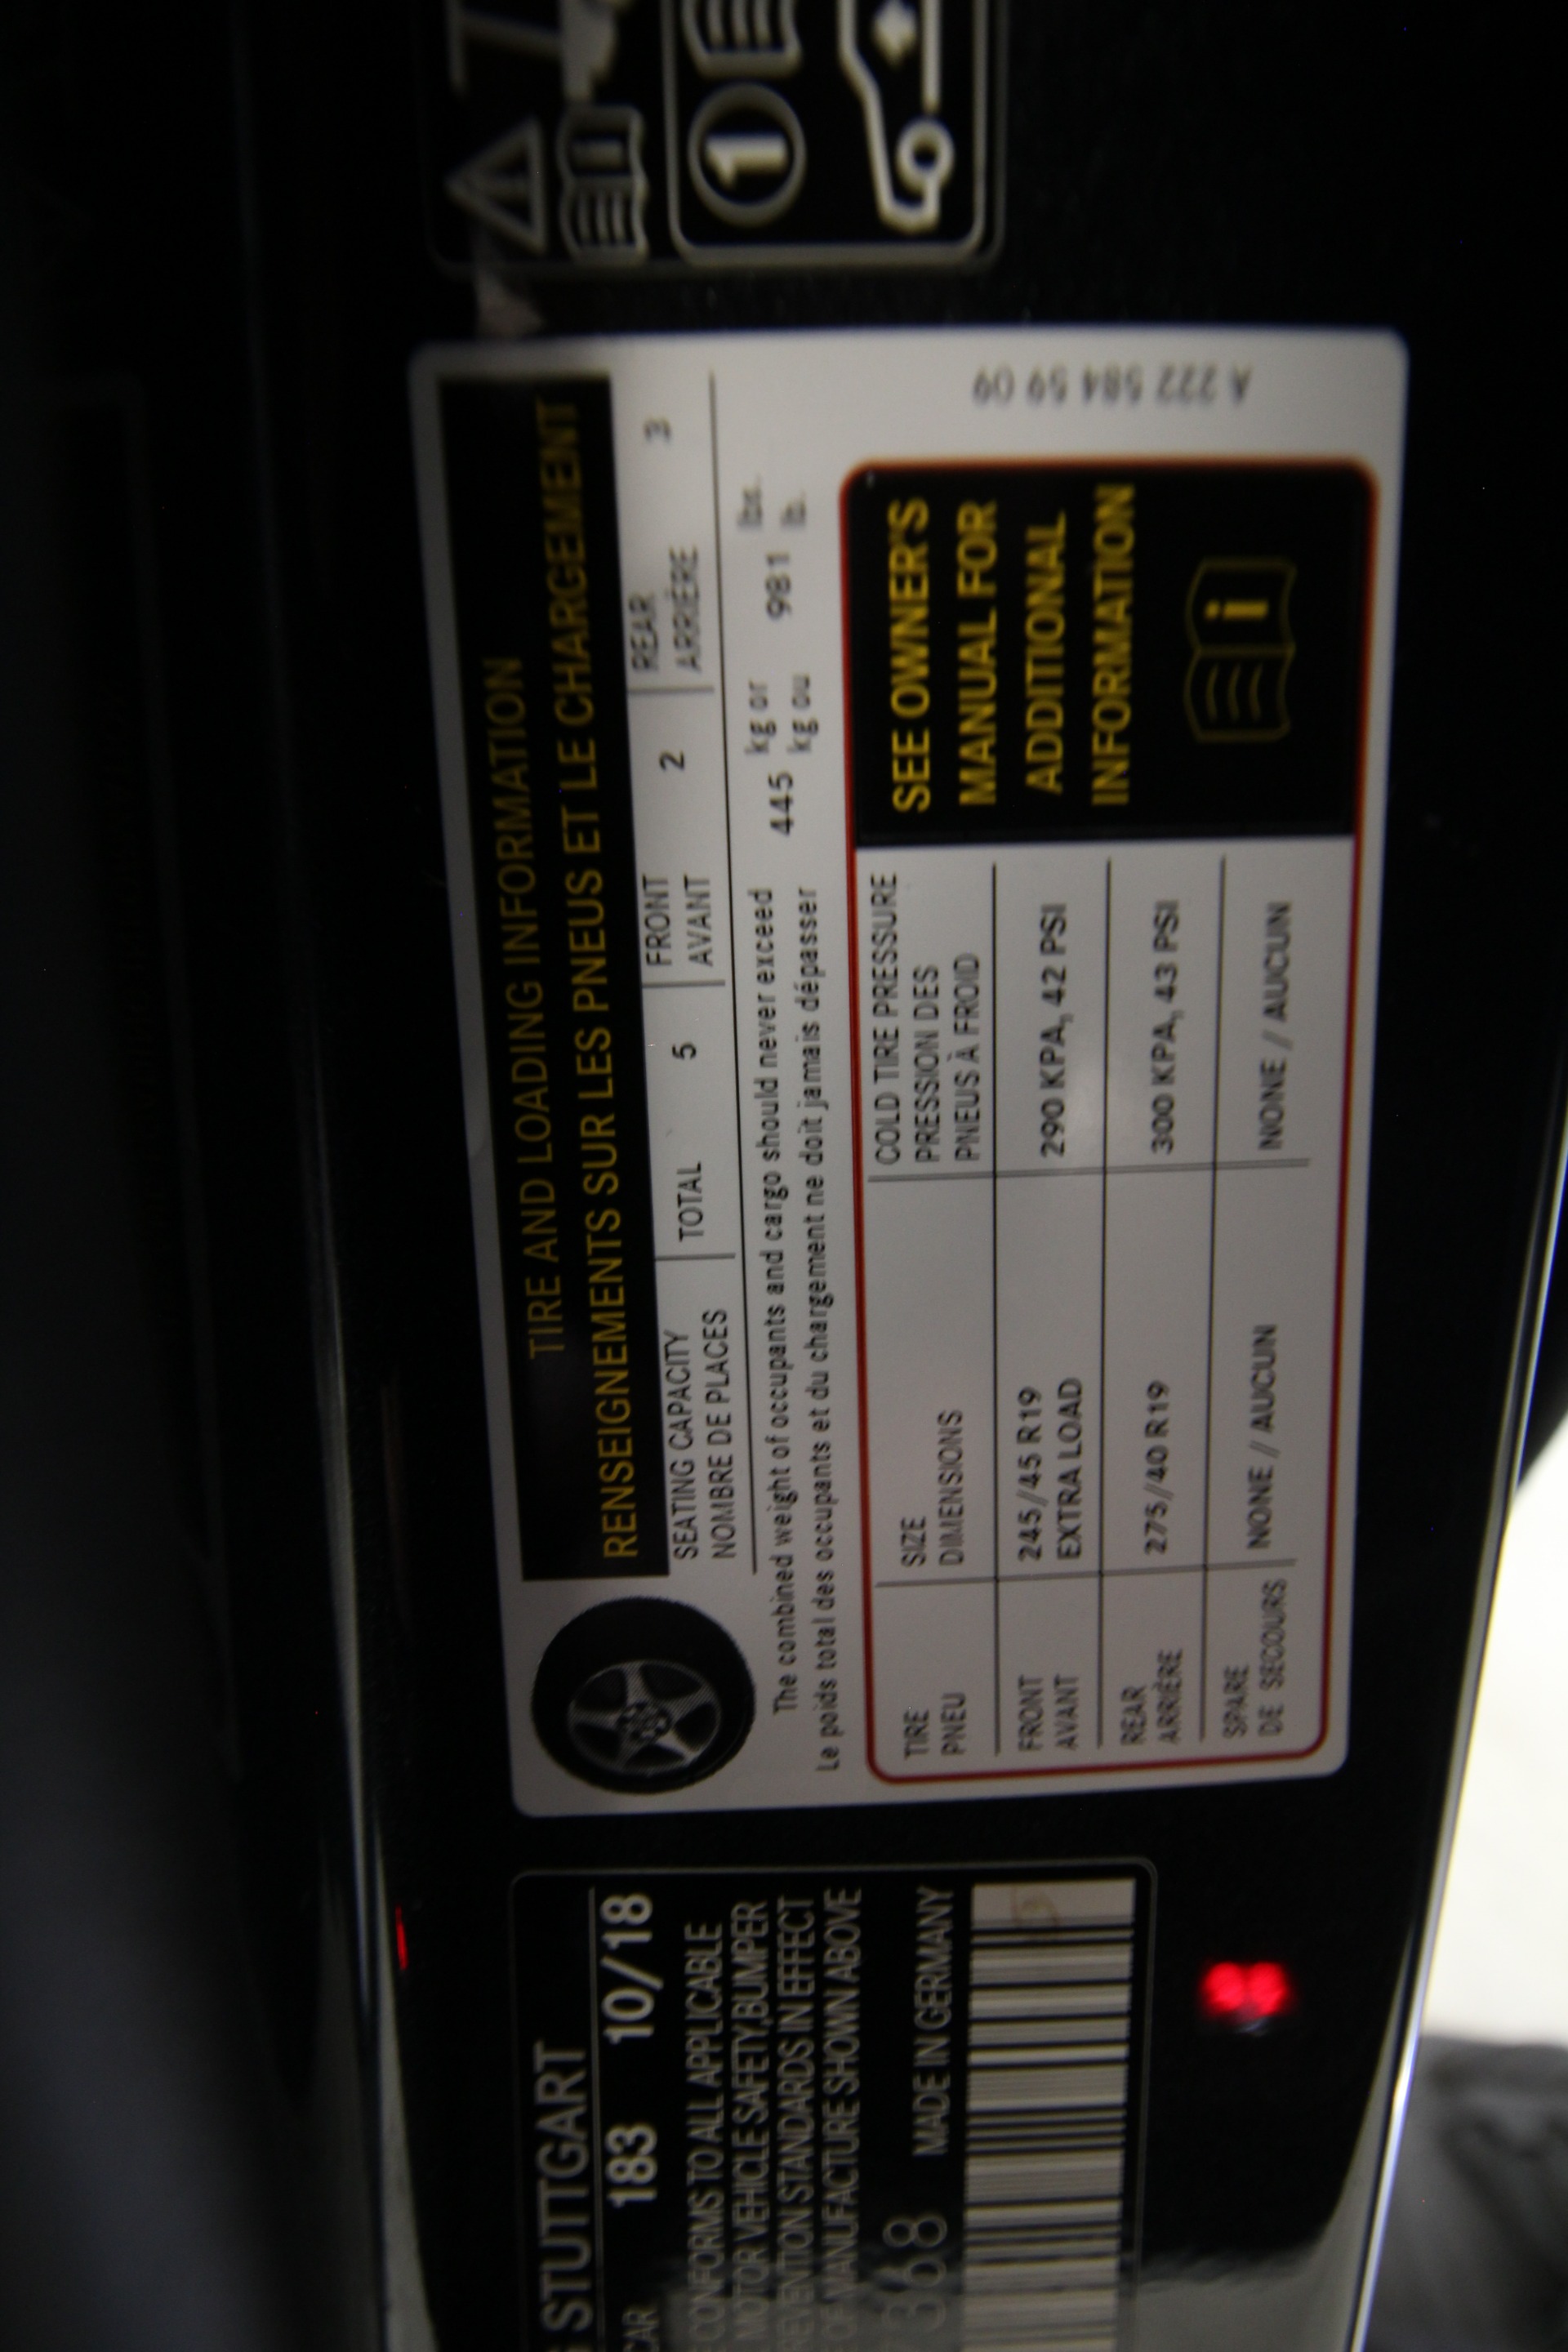 TIRE AND LOADING INFORMATION
RENSEIGNEMENTS SUR LES PNEUS ET LE CHARGEMENT
SEATING CAPACITY
NOMBRE DE PLACES
TOTAL 5
FRONT
AVANT
2
REAR
ARRIÈRE
3
The combined weight of occupants and cargo should never exceed 445 kg or 981 lbs.
Le poids total des occupants et du chargement ne doit jamais dépasser kg ou lb.
TIRE
PNEU
SIZE
DIMENSIONS
COLD TIRE PRESSURE
PRESSION DES
PNEUS À FROID
FRONT
AVANT
245/45 R19
EXTRA LOAD
290 KPA, 42 PSI
REAR
ARRIÈRE
275/40 R19
300 KPA, 43 PSI
SPARE
DE SECOURS
NONE / AUCUN
NONE / AUCUN
SEE OWNER'S
MANUAL FOR
ADDITIONAL
INFORMATION
i
A 222 584 59 09
STUTTGART
CAR 183 10/18
CONFORMS TO ALL APPLICABLE
MOTOR VEHICLE SAFETY,BUMPER
STANDARDS IN EFFECT
MANUFACTURE SHOWN ABOVE
368 MADE IN GERMANY
i
1